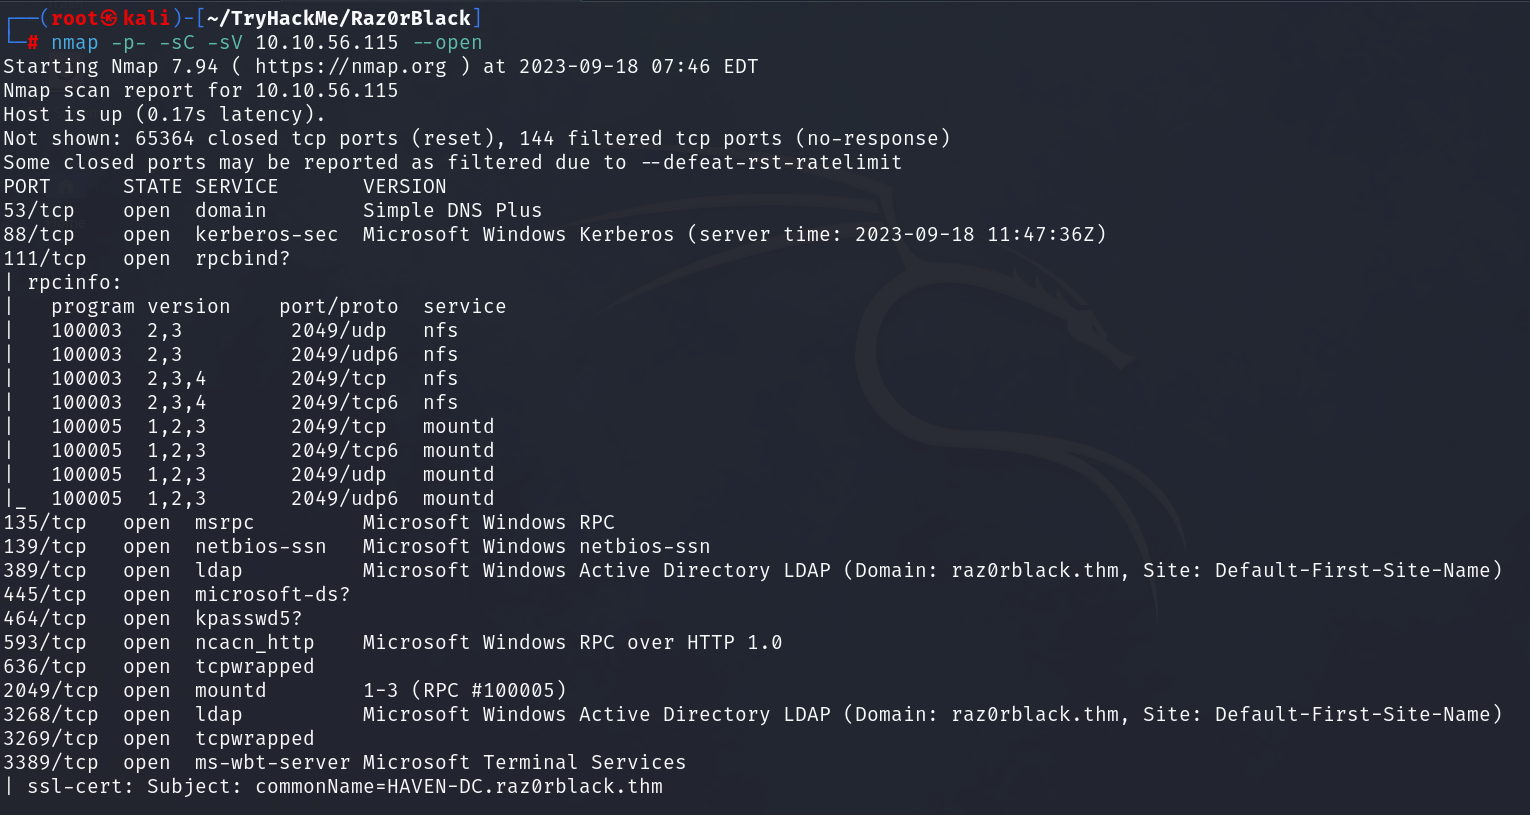 ┌──(root㉿kali)-[~/TryHackMe/Raz0rBlack]
└─# nmap -p- -sC -sV 10.10.56.115 --open
Starting Nmap 7.94 ( https://nmap.org ) at 2023-09-18 07:46 EDT
Nmap scan report for 10.10.56.115
Host is up (0.17s latency).
Not shown: 65364 closed tcp ports (reset), 144 filtered tcp ports (no-response)
Some closed ports may be reported as filtered due to --defeat-rst-ratelimit
PORT      STATE SERVICE       VERSION
53/tcp    open  domain        Simple DNS Plus
88/tcp    open  kerberos-sec  Microsoft Windows Kerberos (server time: 2023-09-18 11:47:36Z)
111/tcp   open  rpcbind?
| rpcinfo:
|   program version    port/proto  service
|   100003  2,3         2049/udp   nfs
|   100003  2,3         2049/udp6  nfs
|   100003  2,3,4       2049/tcp   nfs
|   100003  2,3,4       2049/tcp6  nfs
|   100005  1,2,3       2049/tcp   mountd
|   100005  1,2,3       2049/tcp6  mountd
|   100005  1,2,3       2049/udp   mountd
|_  100005  1,2,3       2049/udp6  mountd
135/tcp   open  msrpc         Microsoft Windows RPC
139/tcp   open  netbios-ssn   Microsoft Windows netbios-ssn
389/tcp   open  ldap          Microsoft Windows Active Directory LDAP (Domain: raz0rblack.thm, Site: Default-First-Site-Name)
445/tcp   open  microsoft-ds?
464/tcp   open  kpasswd5?
593/tcp   open  ncacn_http    Microsoft Windows RPC over HTTP 1.0
636/tcp   open  tcpwrapped
2049/tcp  open  mountd        1-3 (RPC #100005)
3268/tcp  open  ldap          Microsoft Windows Active Directory LDAP (Domain: raz0rblack.thm, Site: Default-First-Site-Name)
3269/tcp  open  tcpwrapped
3389/tcp  open  ms-wbt-server Microsoft Terminal Services
| ssl-cert: Subject: commonName=HAVEN-DC.raz0rblack.thm